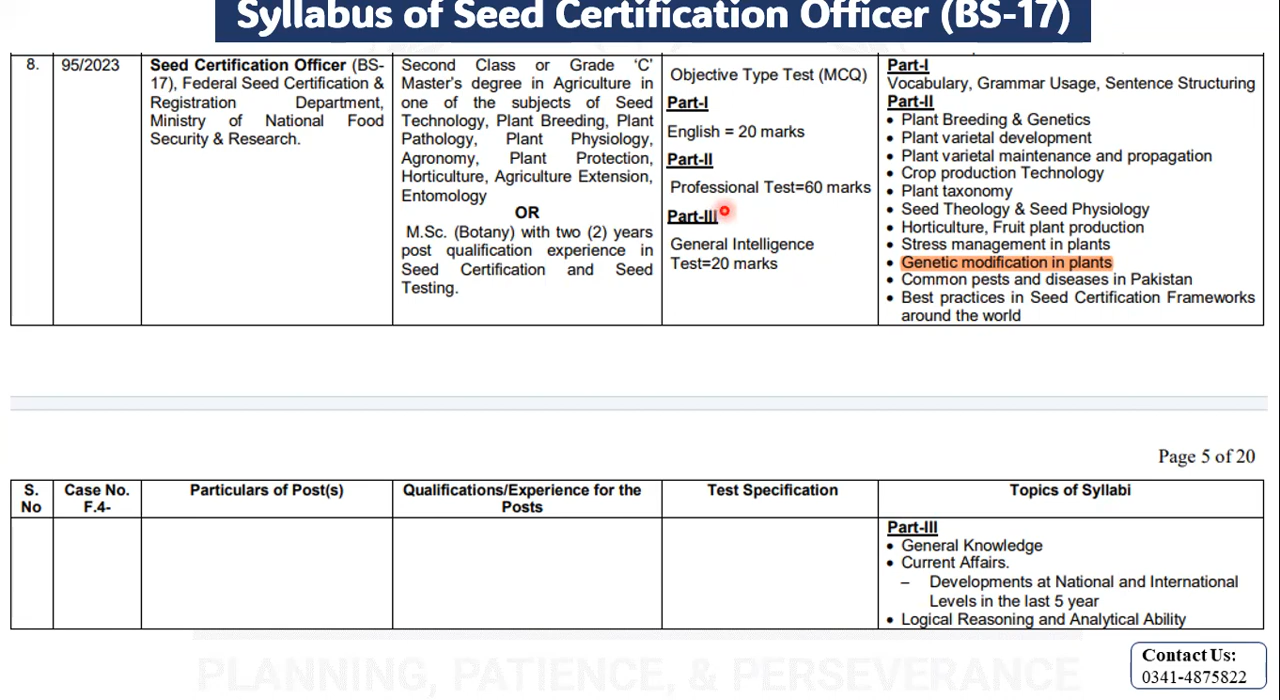 Syllabus of Seed Certification Officer (BS-17)
8.
95/2023
Seed Certification Officer (BS-
17), Federal Seed Certification &
Registration Department,
Ministry of National Food
Security & Research.
Second Class or Grade ‘C’
Master's degree in Agriculture in
one of the subjects of Seed
Technology, Plant Breeding, Plant
Pathology, Plant Physiology,
Agronomy, Plant Protection,
Horticulture, Agriculture Extension,
Entomology
OR
M.Sc. (Botany) with two (2) years
post qualification experience in
Seed Certification and Seed
Testing.
Objective Type Test (MCQ)
Part-I
English = 20 marks
Part-II
Professional Test=60 marks
Part-III
General Intelligence
Test=20 marks
Part-I
Vocabulary, Grammar Usage, Sentence Structuring
Part-II
• Plant Breeding & Genetics
• Plant varietal development
• Plant varietal maintenance and propagation
• Crop production Technology
• Plant taxonomy
• Seed Theology & Seed Physiology
• Horticulture, Fruit plant production
• Stress management in plants
• Genetic modification in plants
• Common pests and diseases in Pakistan
• Best practices in Seed Certification Frameworks
around the world
Page 5 of 20
S.
No
Case No.
F.4-
Particulars of Post(s)
Qualifications/Experience for the
Posts
Test Specification
Topics of Syllabi
Part-III
• General Knowledge
• Current Affairs.
– Developments at National and International
Levels in the last 5 year
• Logical Reasoning and Analytical Ability
PLANNING, PATIENCE, & PERSEVERANCE
Contact Us:
0341-4875822